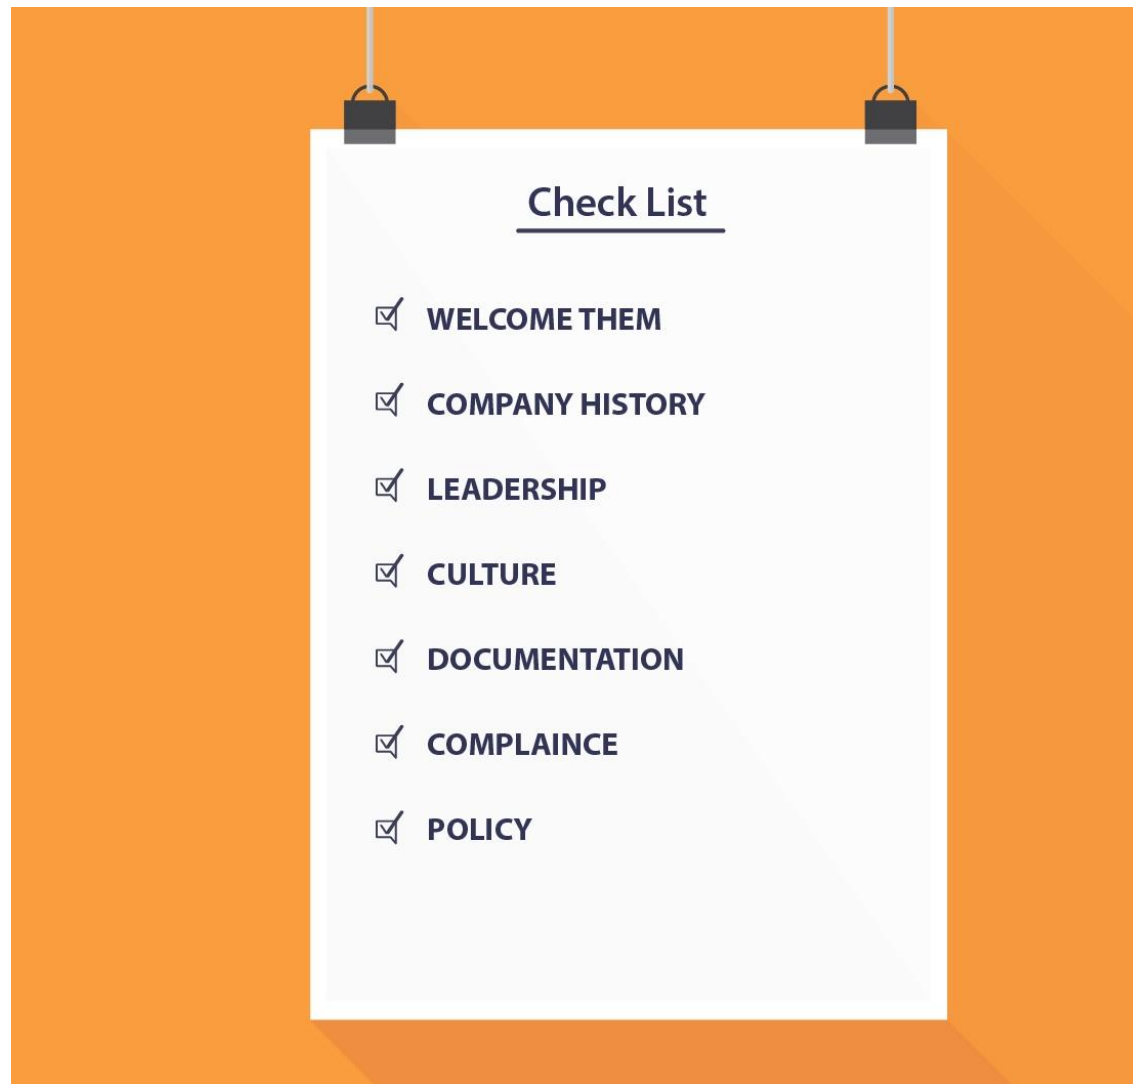 Check List
WELCOME THEM
COMPANY HISTORY
LEADERSHIP
CULTURE
DOCUMENTATION
COMPLAINCE
POLICY